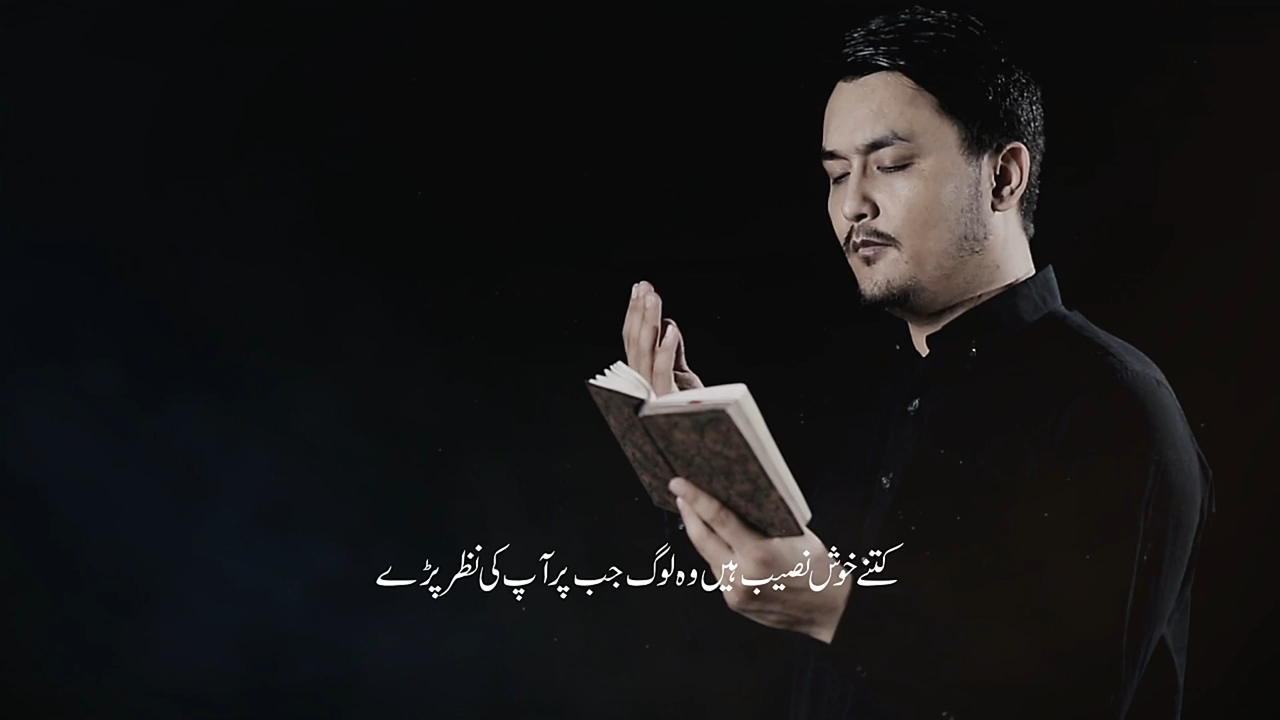 کتنے خوش نصیب ہیں وہ لوگ جب پر آپ کی نظر پڑے